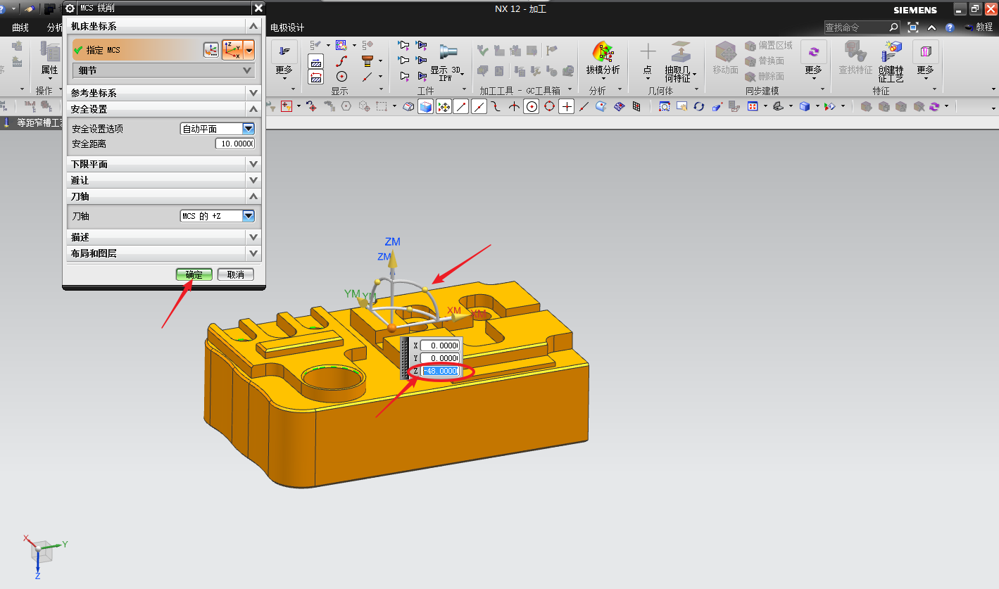 MCS 铣削
NX 12 - 加工
SIEMENS
曲线
分析
电极设计
查找命令
教程
机床坐标系
指定 MCS
细节
参考坐标系
安全设置
安全设置选项
自动平面
安全距离
10.0000
下限平面
避让
刀轴
刀轴
MCS 的 +Z
描述
布局和图层
确定
取消
属性
操作
更多
显示
显示 3D
IPW
工件
加工工具 - GC工具箱
拔模分析
分析
点
抽取几
何特征
几何体
移动面
偏置区域
替换面
删除面
更多
同步建模
查找特征
创建特
征工艺
更多
特征
等距窄槽工艺
ZM
ZM
YM
YM
XM
XM
X 0.0000
Y 0.0000
Z -48.0000
X
Y
Z